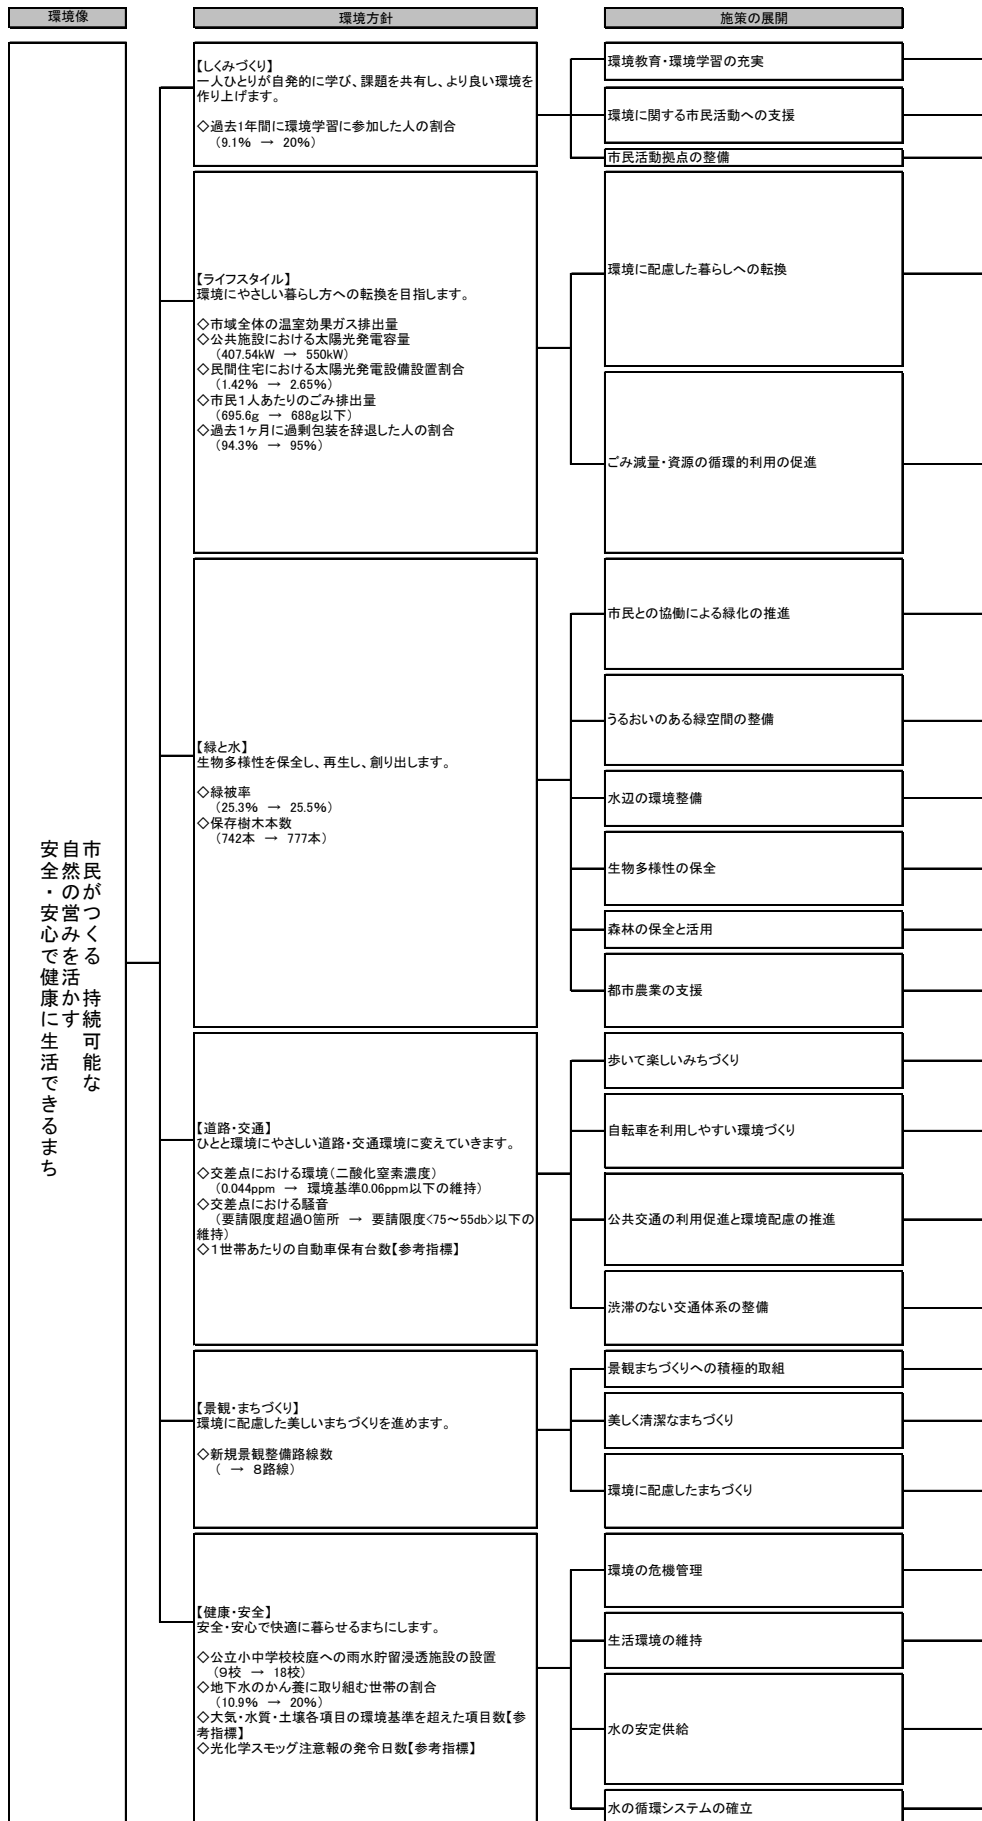 環境像
環境方針
施策の展開
市民がつくる　持続可能な
自然の営みを活かす
安全・安心で健康に生活できるまち
【しくみづくり】
一人ひとりが自発的に学び、課題を共有し、より良い環境を
作り上げます。
◇過去1年間に環境学習に参加した人の割合
（9.1%　→　20%）
環境教育・環境学習の充実
環境に関する市民活動への支援
市民活動拠点の整備
【ライフスタイル】
環境にやさしい暮らし方への転換を目指します。
◇市域全体の温室効果ガス排出量
◇公共施設における太陽光発電容量
（407.54kW　→　550kW）
◇民間住宅における太陽光発電設備設置割合
（1.42%　→　2.65%）
◇市民1人あたりのごみ排出量
（695.6g　→　688g以下）
◇過去1ヶ月に過剰包装を辞退した人の割合
（94.3%　→　95%）
環境に配慮した暮らしへの転換
ごみ減量・資源の循環的利用の促進
【緑と水】
生物多様性を保全し、再生し、創り出します。
◇緑被率
（25.3%　→　25.5%）
◇保存樹木本数
（742本　→　777本）
市民との協働による緑化の推進
うるおいのある緑空間の整備
水辺の環境整備
生物多様性の保全
森林の保全と活用
都市農業の支援
【道路・交通】
ひとと環境にやさしい道路・交通環境に変えていきます。
◇交差点における環境（二酸化窒素濃度）
（0.044ppm　→　環境基準0.06ppm以下の維持）
◇交差点における騒音
（要請限度超過0箇所　→　要請限度<75～55db>以下の
維持）
◇1世帯あたりの自動車保有台数【参考指標】
歩いて楽しいみちづくり
自転車を利用しやすい環境づくり
公共交通の利用促進と環境配慮の推進
渋滞のない交通体系の整備
【景観・まちづくり】
環境に配慮した美しいまちづくりを進めます。
◇新規景観整備路線数
（　→　8路線）
景観まちづくりへの積極的取組
美しく清潔なまちづくり
環境に配慮したまちづくり
【健康・安全】
安全・安心で快適に暮らせるまちにします。
◇公立小中学校校庭への雨水貯留浸透施設の設置
（9校　→　18校）
◇地下水のかん養に取り組む世帯の割合
（10.9%　→　20%）
◇大気・水質・土壌各項目の環境基準を超えた項目数【参
考指標】
◇光化学スモッグ注意報の発令日数【参考指標】
環境の危機管理
生活環境の維持
水の安定供給
水の循環システムの確立